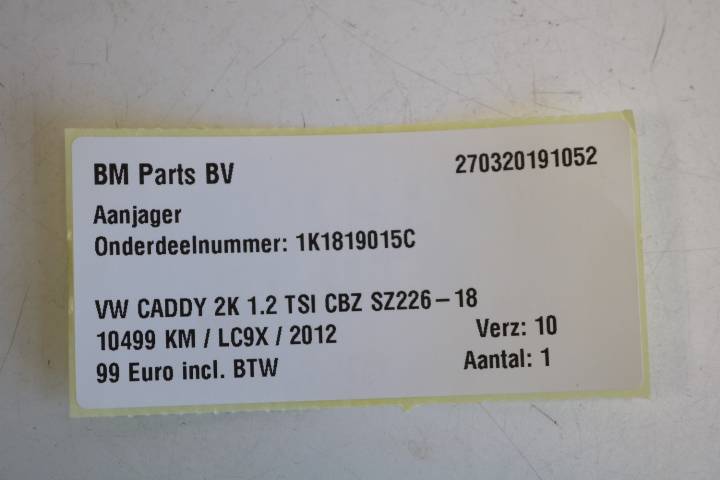 BM Parts BV 270320191052
Aanjager
Onderdeelnummer: 1K1819015C
VW CADDY 2K 1.2 TSI CBZ SZ226-18
10499 KM / LC9X / 2012 Verz: 10
99 Euro incl. BTW Aantal: 1